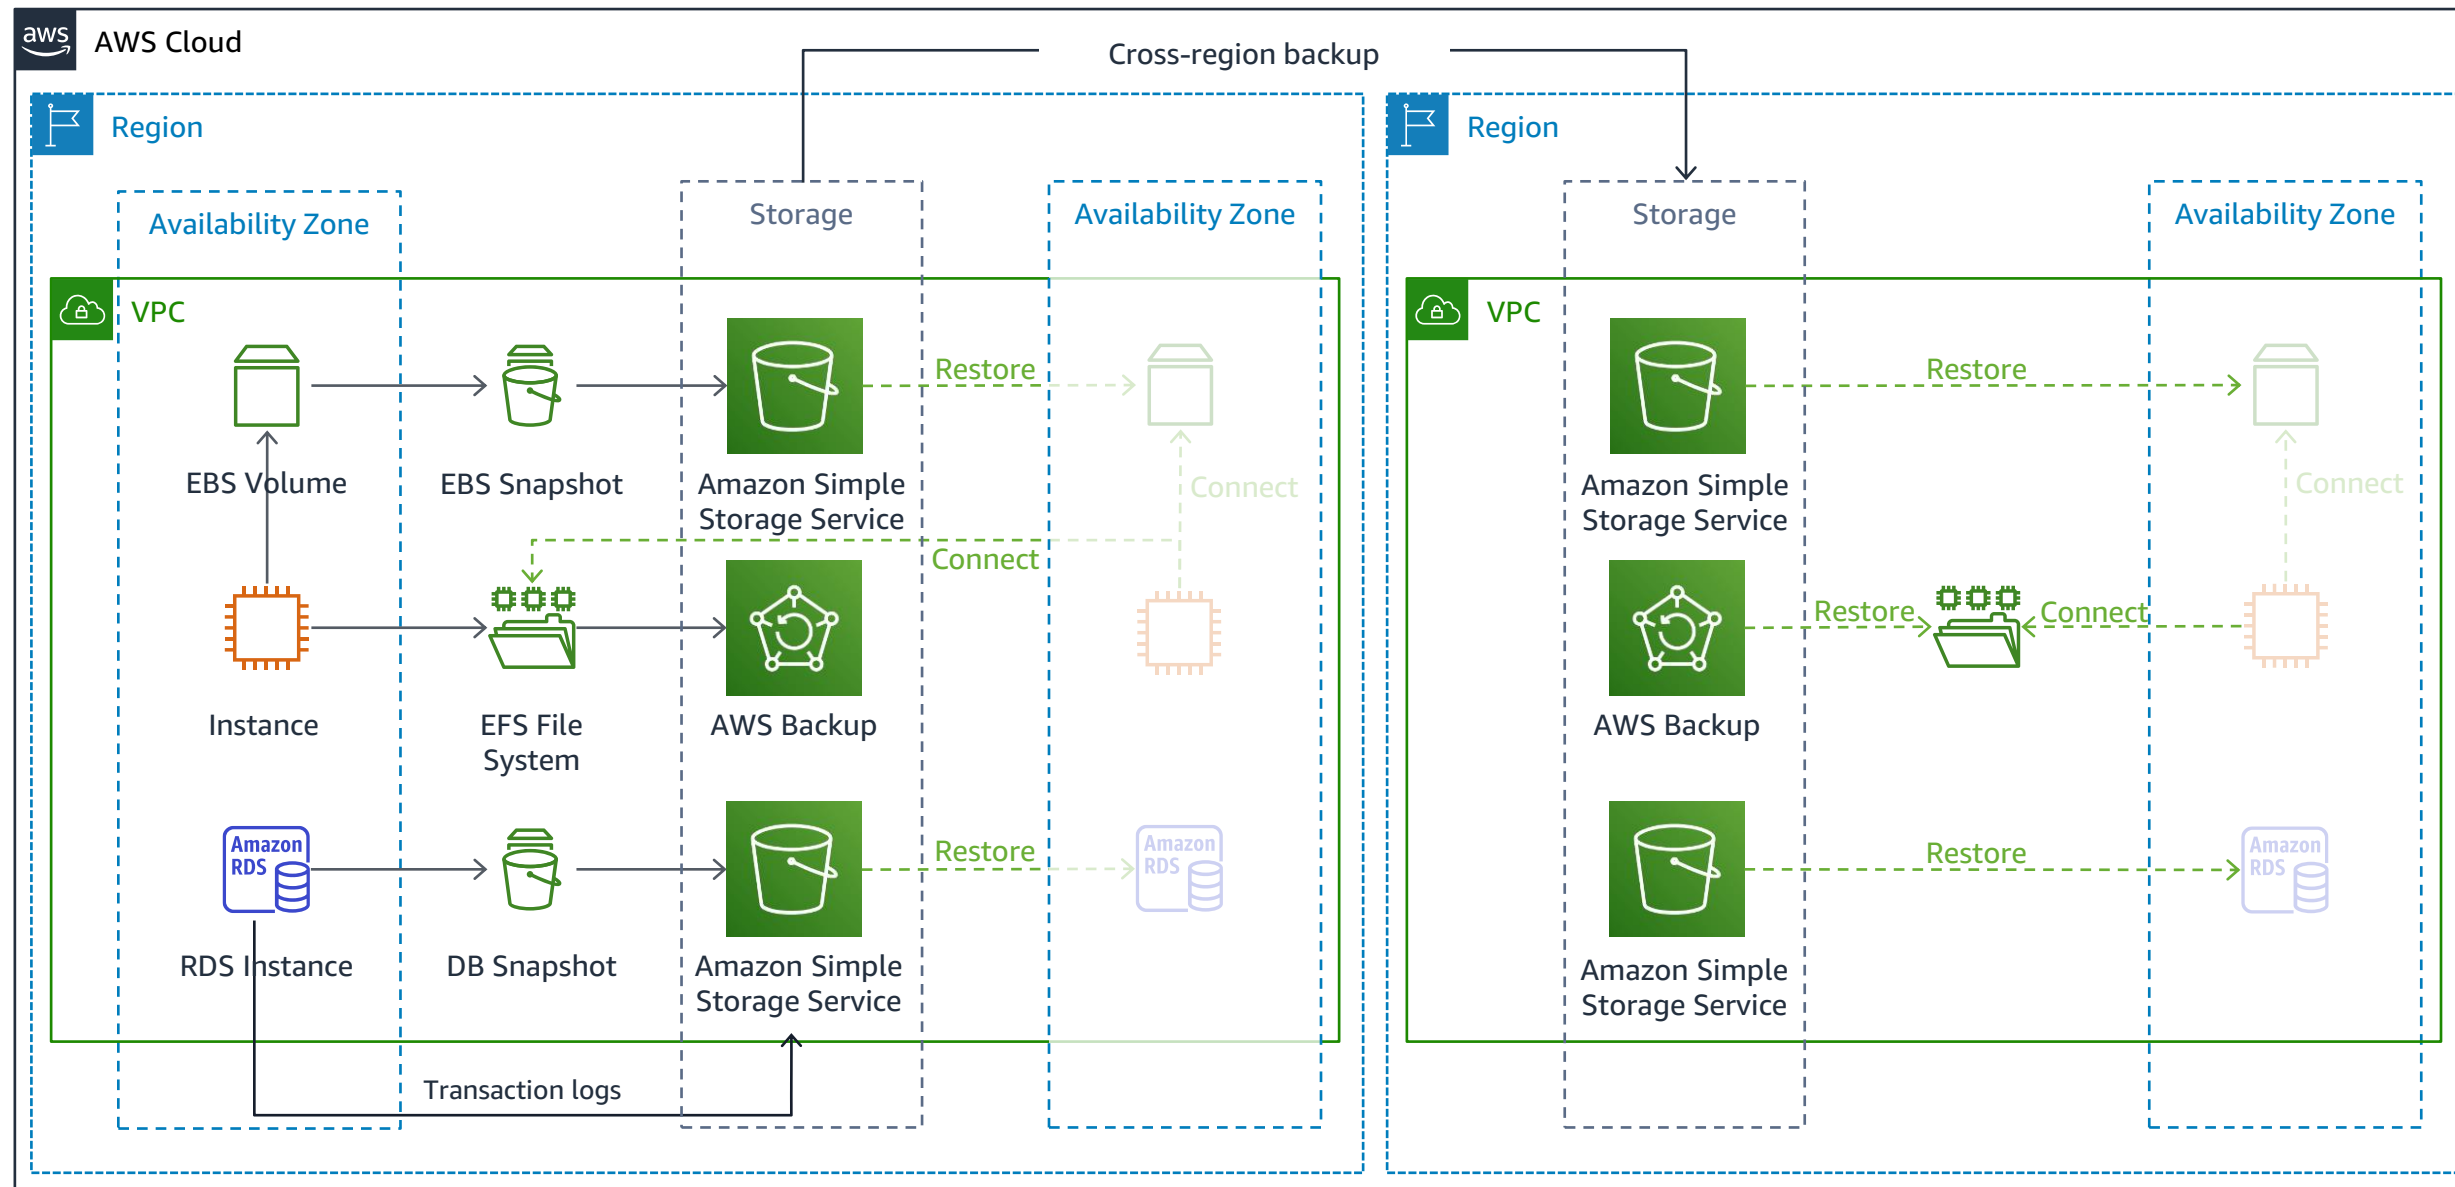 aws
AWS Cloud
Cross-region backup
Region
Region
Availability Zone
Storage
Availability Zone
Storage
Availability Zone
VPC
VPC
Restore
Restore
EBS Volume
EBS Snapshot
Amazon Simple
Storage Service
Connect
Amazon Simple
Storage Service
Connect
Connect
Restore
Connect
Instance
EFS File
System
AWS Backup
AWS Backup
Amazon
RDS
Restore
Amazon
RDS
Restore
Amazon
RDS
RDS Instance
DB Snapshot
Amazon Simple
Storage Service
Amazon Simple
Storage Service
Transaction logs